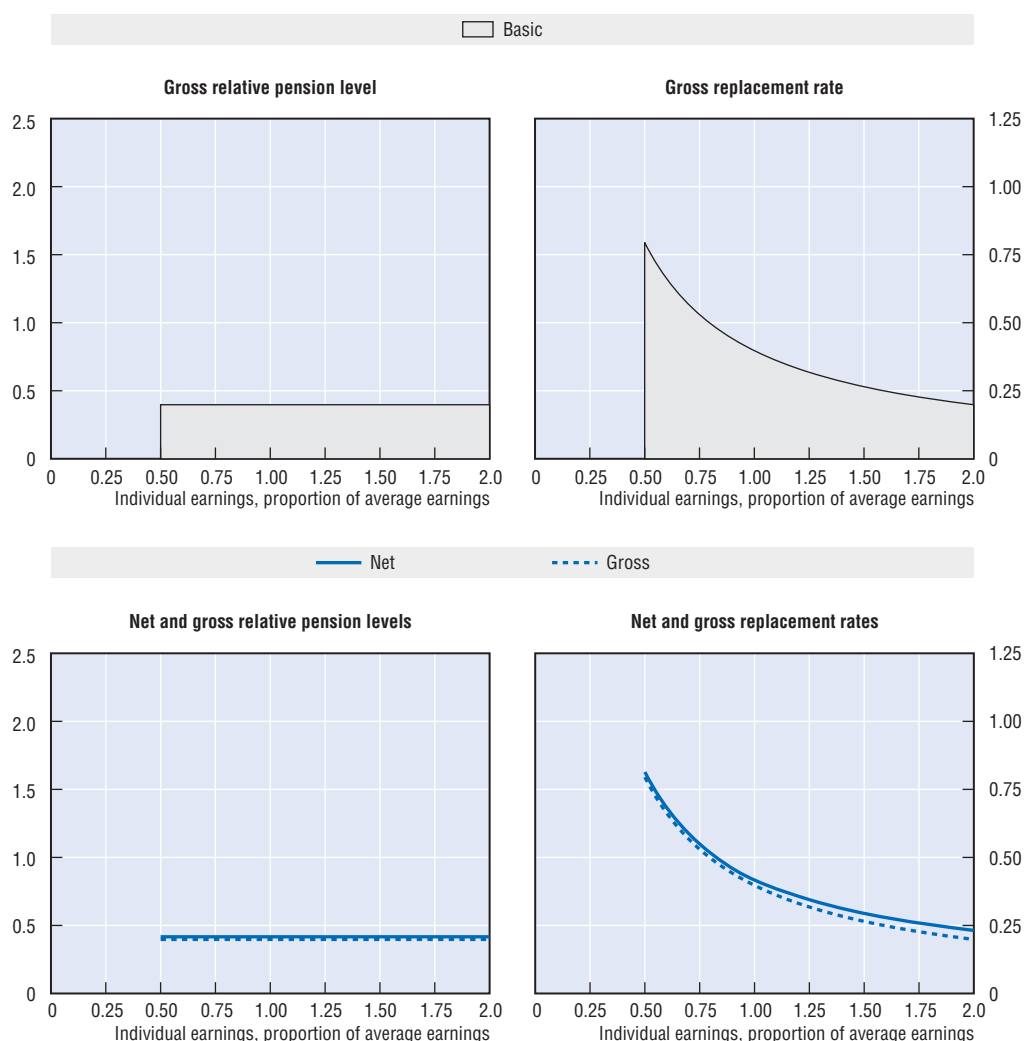 Basic
Gross relative pension level
Gross replacement rate
2.5
2.0
1.5
1.0
0.5
0
1.25
1.00
0.75
0.50
0.25
0
0 0.25 0.50 0.75 1.00 1.25 1.50 1.75 2.0
Individual earnings, proportion of average earnings
0 0.25 0.50 0.75 1.00 1.25 1.50 1.75 2.0
Individual earnings, proportion of average earnings
Net Gross
Net and gross relative pension levels
Net and gross replacement rates
2.5
2.0
1.5
1.0
0.5
0
1.25
1.00
0.75
0.50
0.25
0
0 0.25 0.50 0.75 1.00 1.25 1.50 1.75 2.0
Individual earnings, proportion of average earnings
0 0.25 0.50 0.75 1.00 1.25 1.50 1.75 2.0
Individual earnings, proportion of average earnings